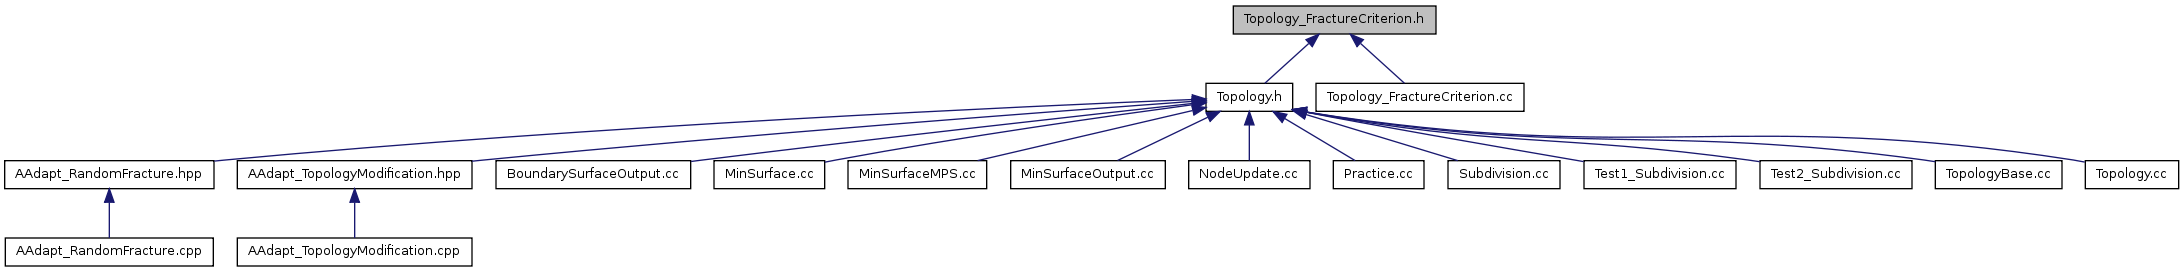 Topology_FractureCriterion.h
Topology.h
Topology_FractureCriterion.cc
AAdapt_RandomFracture.hpp
AAdapt_TopologyModification.hpp
BoundarySurfaceOutput.cc
MinSurface.cc
MinSurfaceMPS.cc
MinSurfaceOutput.cc
NodeUpdate.cc
Practice.cc
Subdivision.cc
Test1_Subdivision.cc
Test2_Subdivision.cc
TopologyBase.cc
Topology.cc
AAdapt_RandomFracture.cpp
AAdapt_TopologyModification.cpp